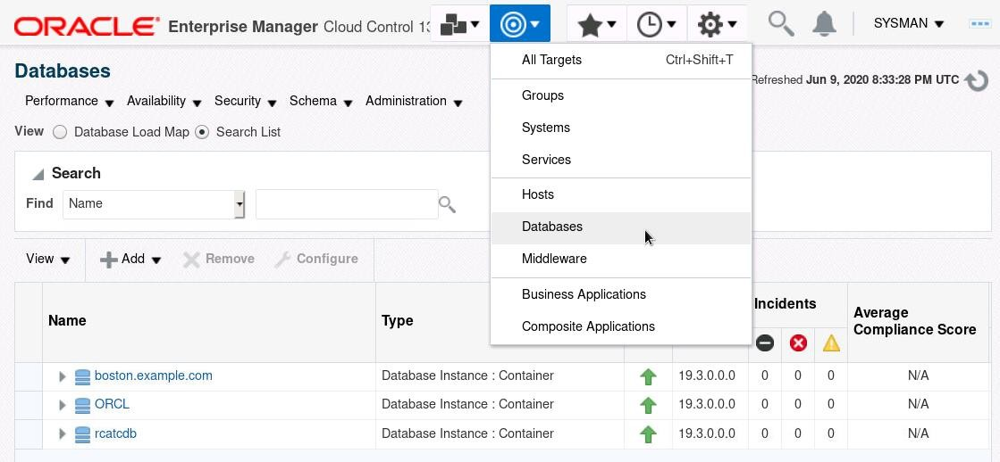 ORACLE Enterprise Manager Cloud Control 13 SYSMAN
All Targets Ctrl+Shift+T
Groups
Systems
Services
Hosts
Databases
Middleware
Business Applications
Composite Applications
Databases
Refreshed Jun 9, 2020 8:33:28 PM UTC
Performance Availability Security Schema Administration
View Database Load Map Search List
Search
Find Name
View Add Remove Configure
Name Type Incidents Average
Compliance Score
boston.example.com Database Instance : Container 19.3.0.0.0 0 0 0 N/A
ORCL Database Instance : Container 19.3.0.0.0 0 0 0 N/A
rcatcdb Database Instance : Container 19.3.0.0.0 0 0 0 N/A